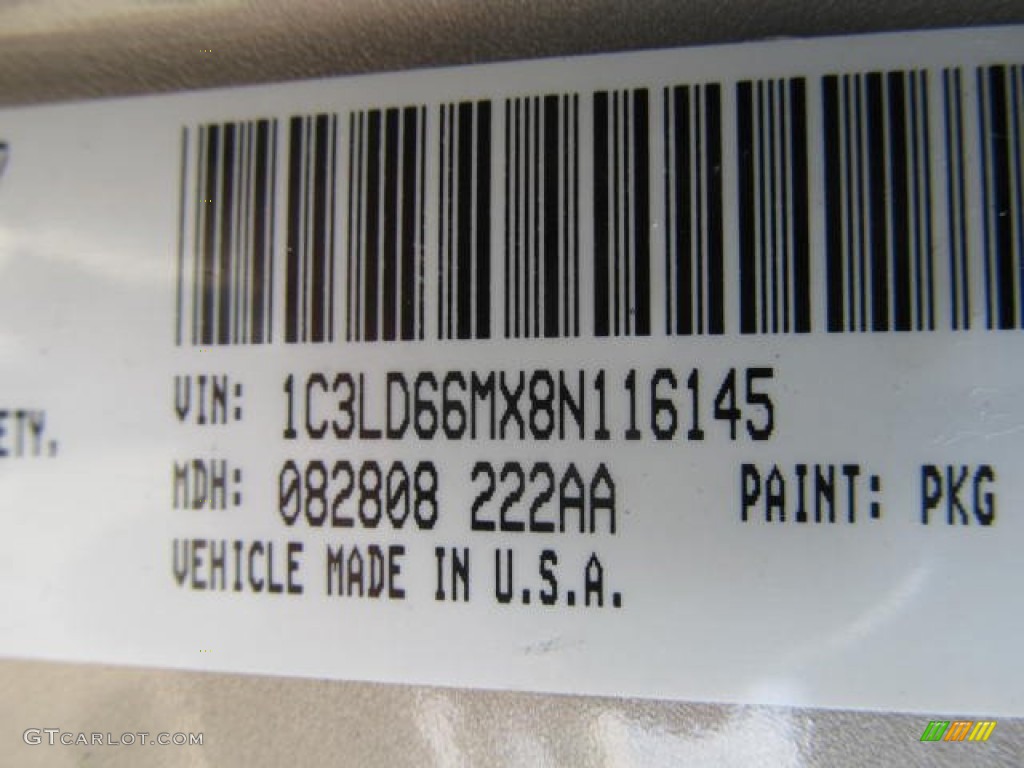 VIN: 1C3LD66MX8N116145
ETY.
MDH: 082808 222AA PAINT: PKG
VEHICLE MADE IN U.S.A.
GTCARLOT.COM